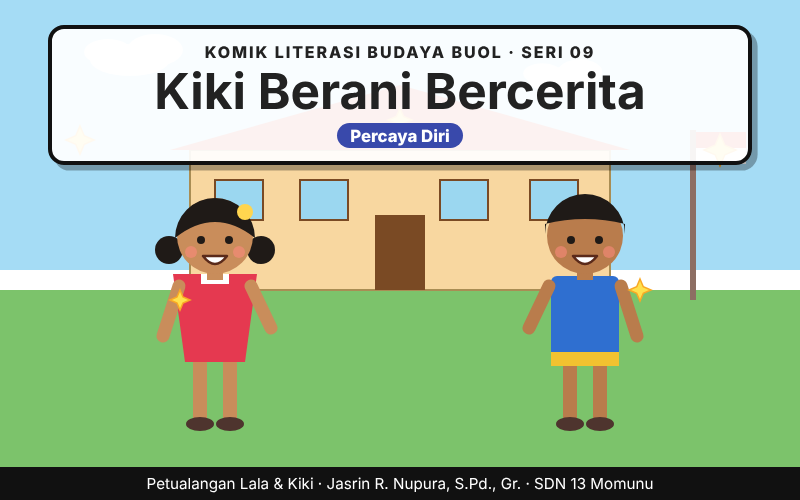 KOMIK LITERASI BUDAYA BUOL · SERI 09
Kiki Berani Bercerita
Percaya Diri
Petualangan Lala & Kiki · Jasrin R. Nupura, S.Pd., Gr. · SDN 13 Momunu